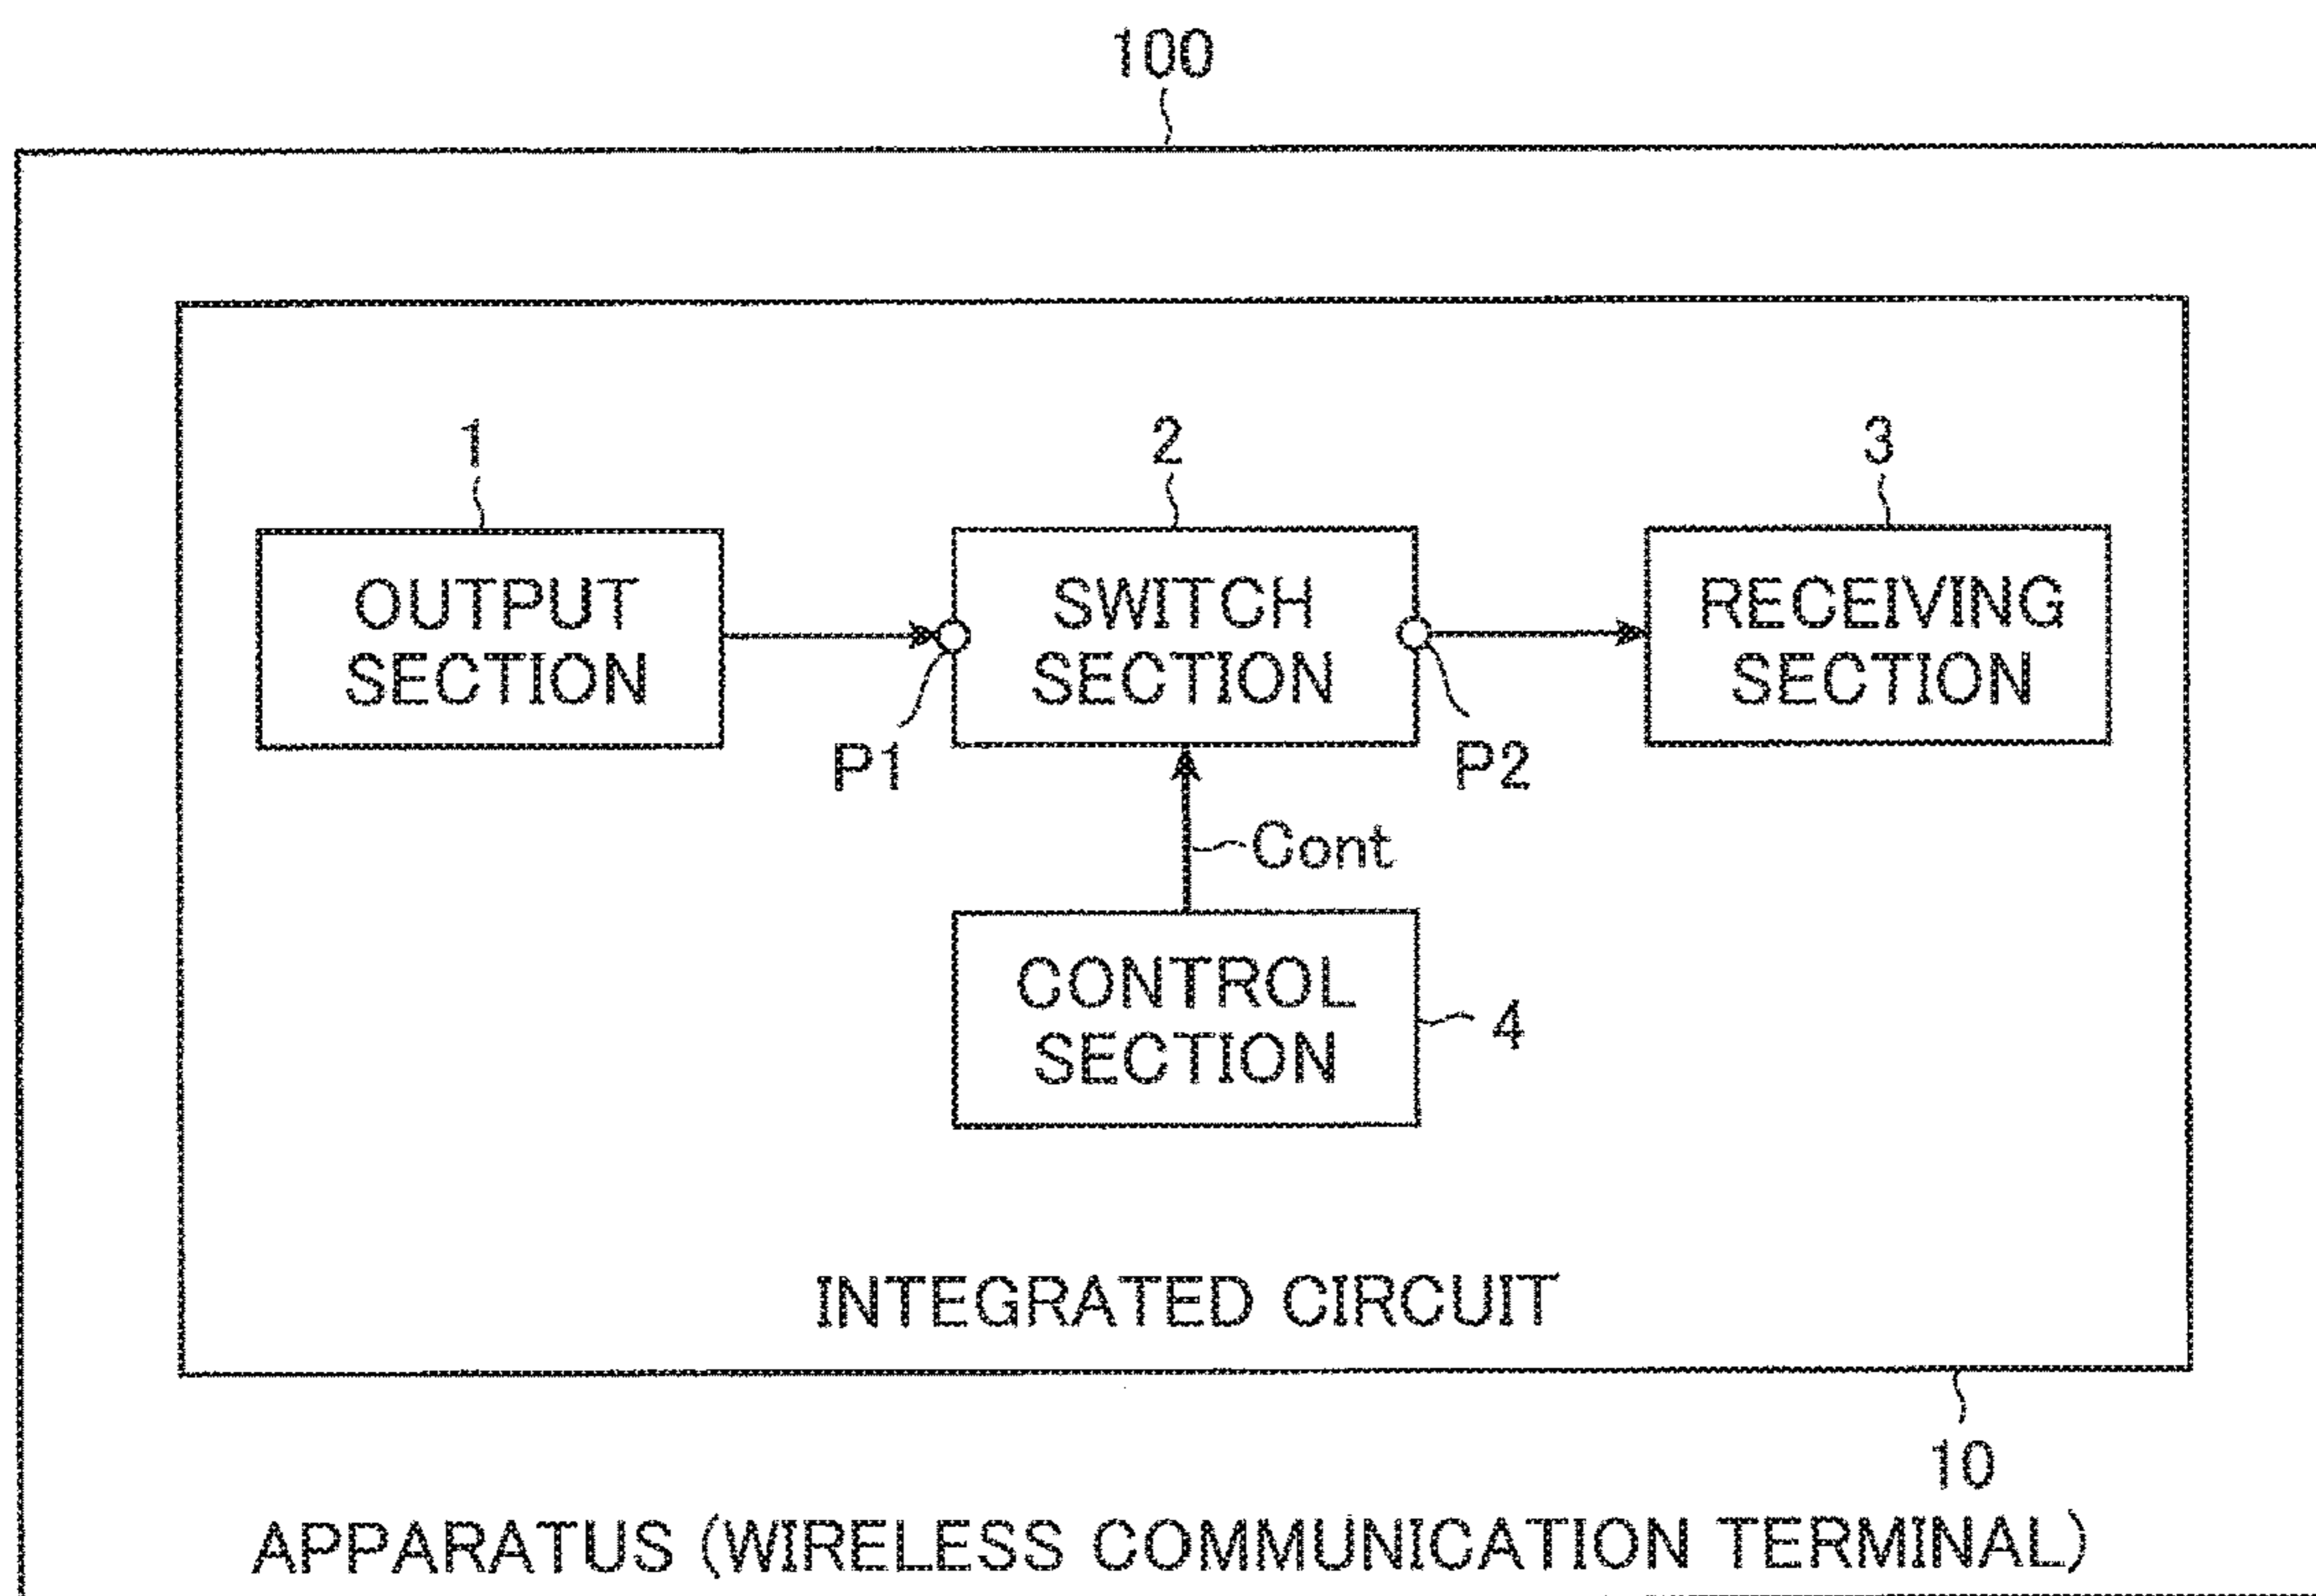 100
1
2
3
OUTPUT
SECTION
SWITCH
SECTION
RECEIVING
SECTION
P1
P2
Cont
CONTROL
SECTION
4
INTEGRATED CIRCUIT
10
APPARATUS (WIRELESS COMMUNICATION TERMINAL)